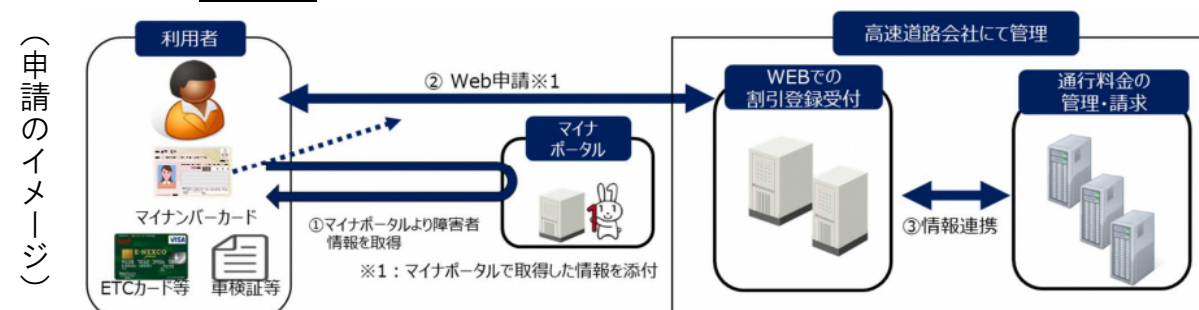 （申請のイメージ）
利用者
マイナンバーカード
VISA
E-NEXCO
ETCカード等
車検証等
② Web申請※1
①マイナポータルより障害者
情報を取得
マイナ
ポータル
※1：マイナポータルで取得した情報を添付
高速道路会社にて管理
WEBでの
割引登録受付
③情報連携
通行料金の
管理・請求